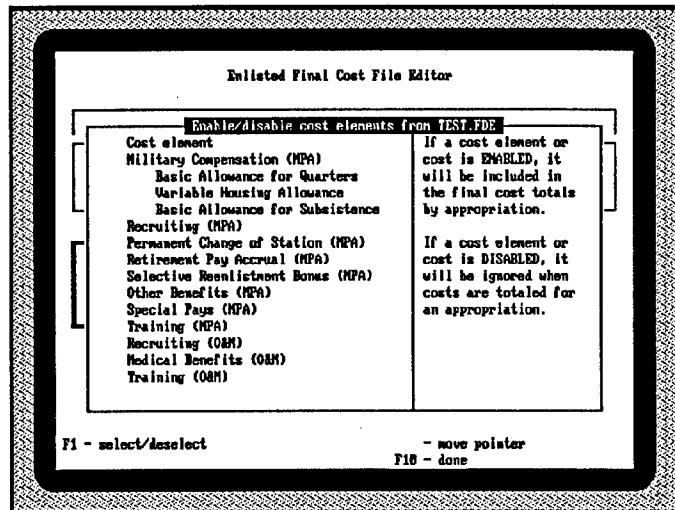 Enlisted Final Cost File Editor
Enable/disable cost elements from TEST.FDE
Cost element
Military Compensation (MPA)
Basic Allowance for Quarters
Variable Housing Allowance
Basic Allowance for Subsistence
Recruiting (MPA)
Permanent Change of Station (MPA)
Retirement Pay Accrual (MPA)
Selective Reenlistment Bonus (MPA)
Other Benefits (MPA)
Special Pays (MPA)
Training (MPA)
Recruiting (O&M)
Medical Benefits (O&M)
Training (O&M)
If a cost element or
cost is ENABLED, it
will be included in
the final cost totals
by appropriation.
If a cost element or
cost is DISABLED, it
will be ignored when
costs are totaled for
an appropriation.
F1 - select/deselect
- move pointer
F10 - done